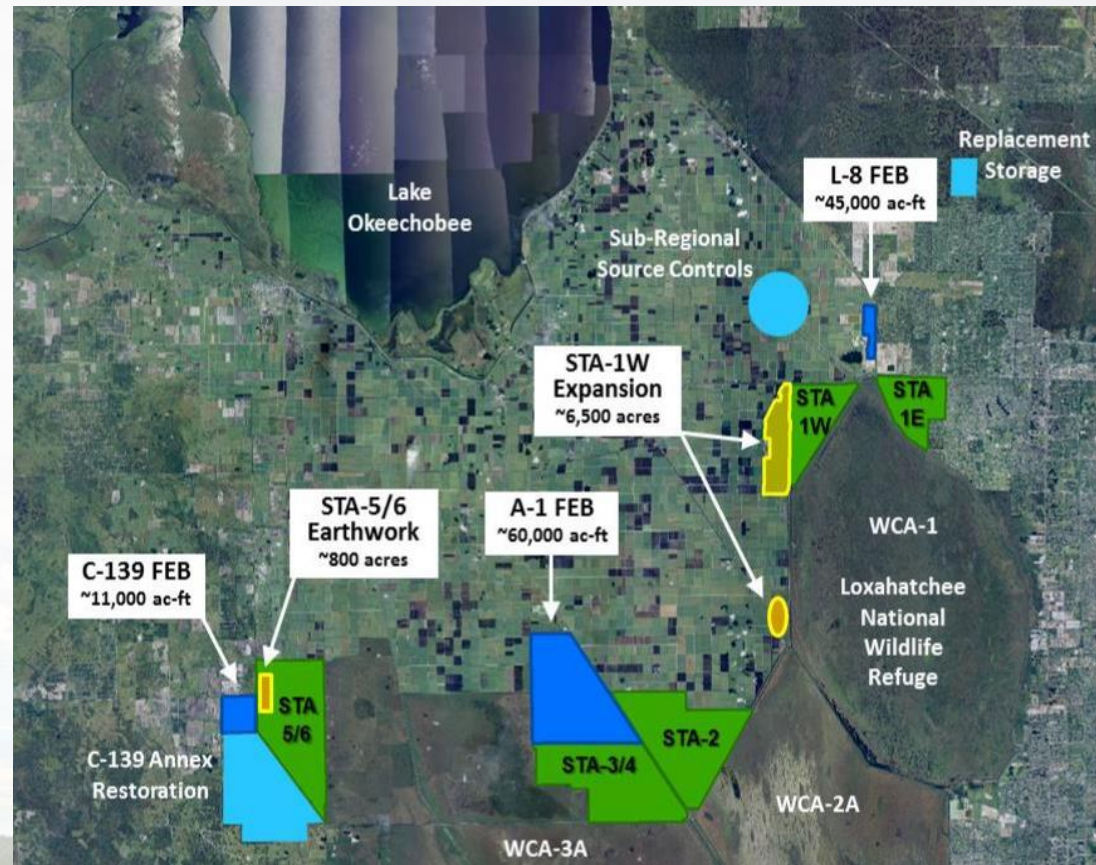 Lake
Okeechobee
Replacement
Storage
L-8 FEB
~45,000 ac-ft
Sub-Regional
Source Controls
STA-1W
Expansion
~6,500 acres
STA
1W
STA
1E
WCA-1
Loxahatchee
National
Wildlife
Refuge
STA-5/6
Earthwork
~800 acres
A-1 FEB
~60,000 ac-ft
C-139 FEB
~11,000 ac-ft
STA
5/6
C-139 Annex
Restoration
STA-2
STA-3/4
WCA-2A
WCA-3A